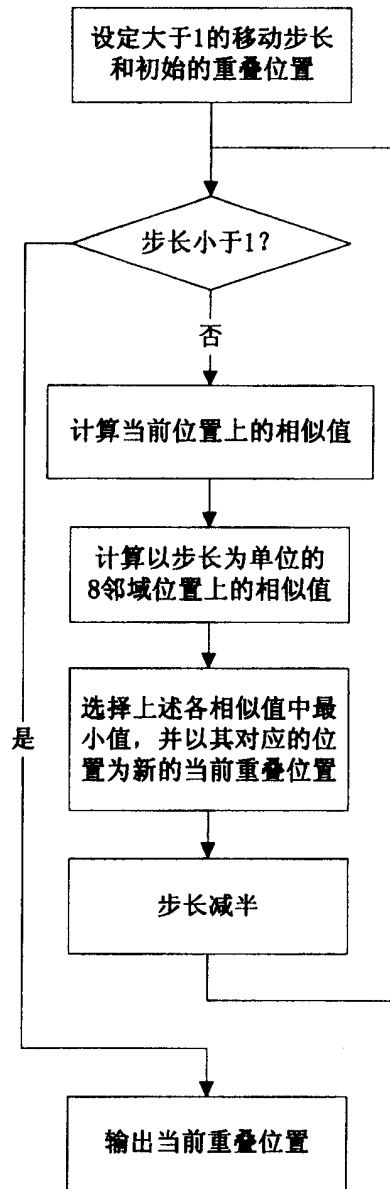 设定大于1的移动步长
和初始的重叠位置
步长小于1?
否
计算当前位置上的相似值
计算以步长为单位的
8邻域位置上的相似值
选择上述各相似值中最
小值，并以其对应的位
置为新的当前重叠位置
是
步长减半
输出当前重叠位置